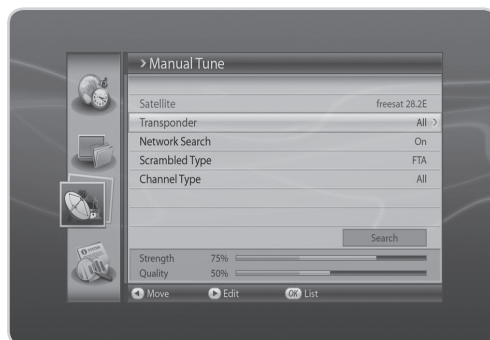 > Manual Tune
Satellite freesat 28.2E
Transponder All >
Network Search On
Scrambled Type FTA
Channel Type All
Search
Strength 75%
Quality 50%
Move Edit OK List